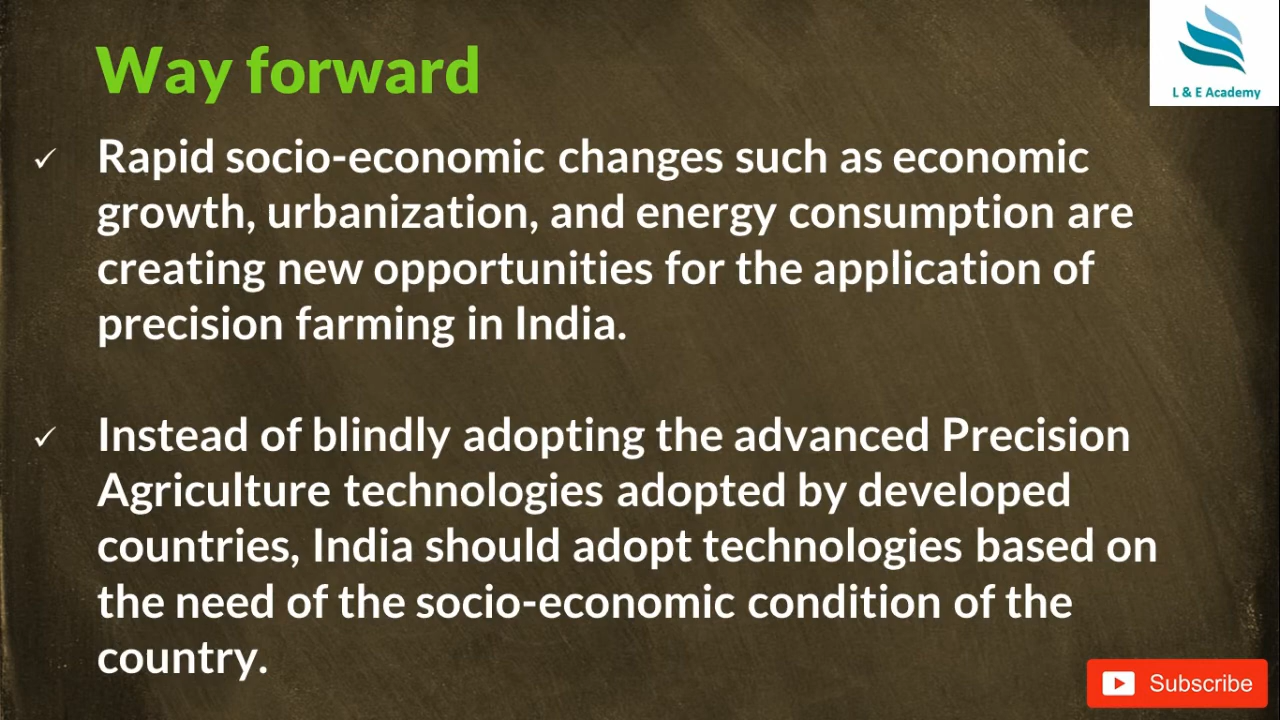 Way forward
L & E Academy
✓ Rapid socio-economic changes such as economic
growth, urbanization, and energy consumption are
creating new opportunities for the application of
precision farming in India.
✓ Instead of blindly adopting the advanced Precision
Agriculture technologies adopted by developed
countries, India should adopt technologies based on
the need of the socio-economic condition of the
country.
Subscribe